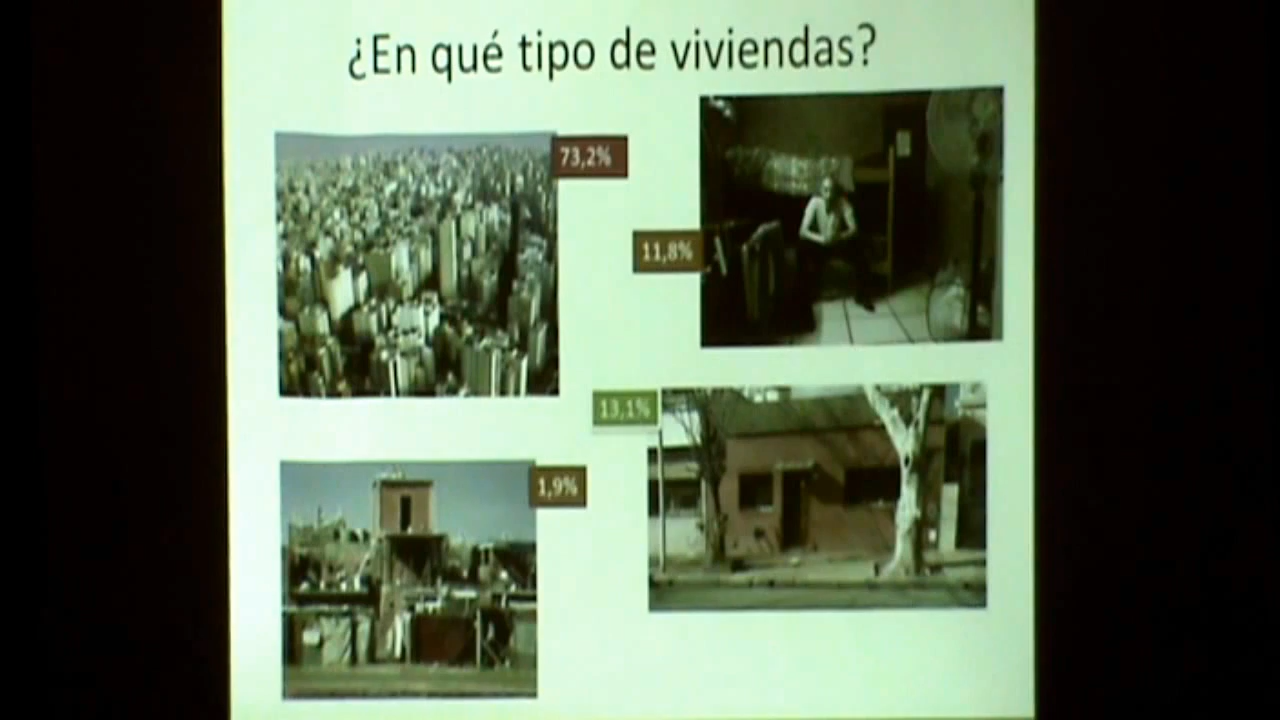 ¿En qué tipo de viviendas?
73,2%
11,8%
13,1%
1,9%